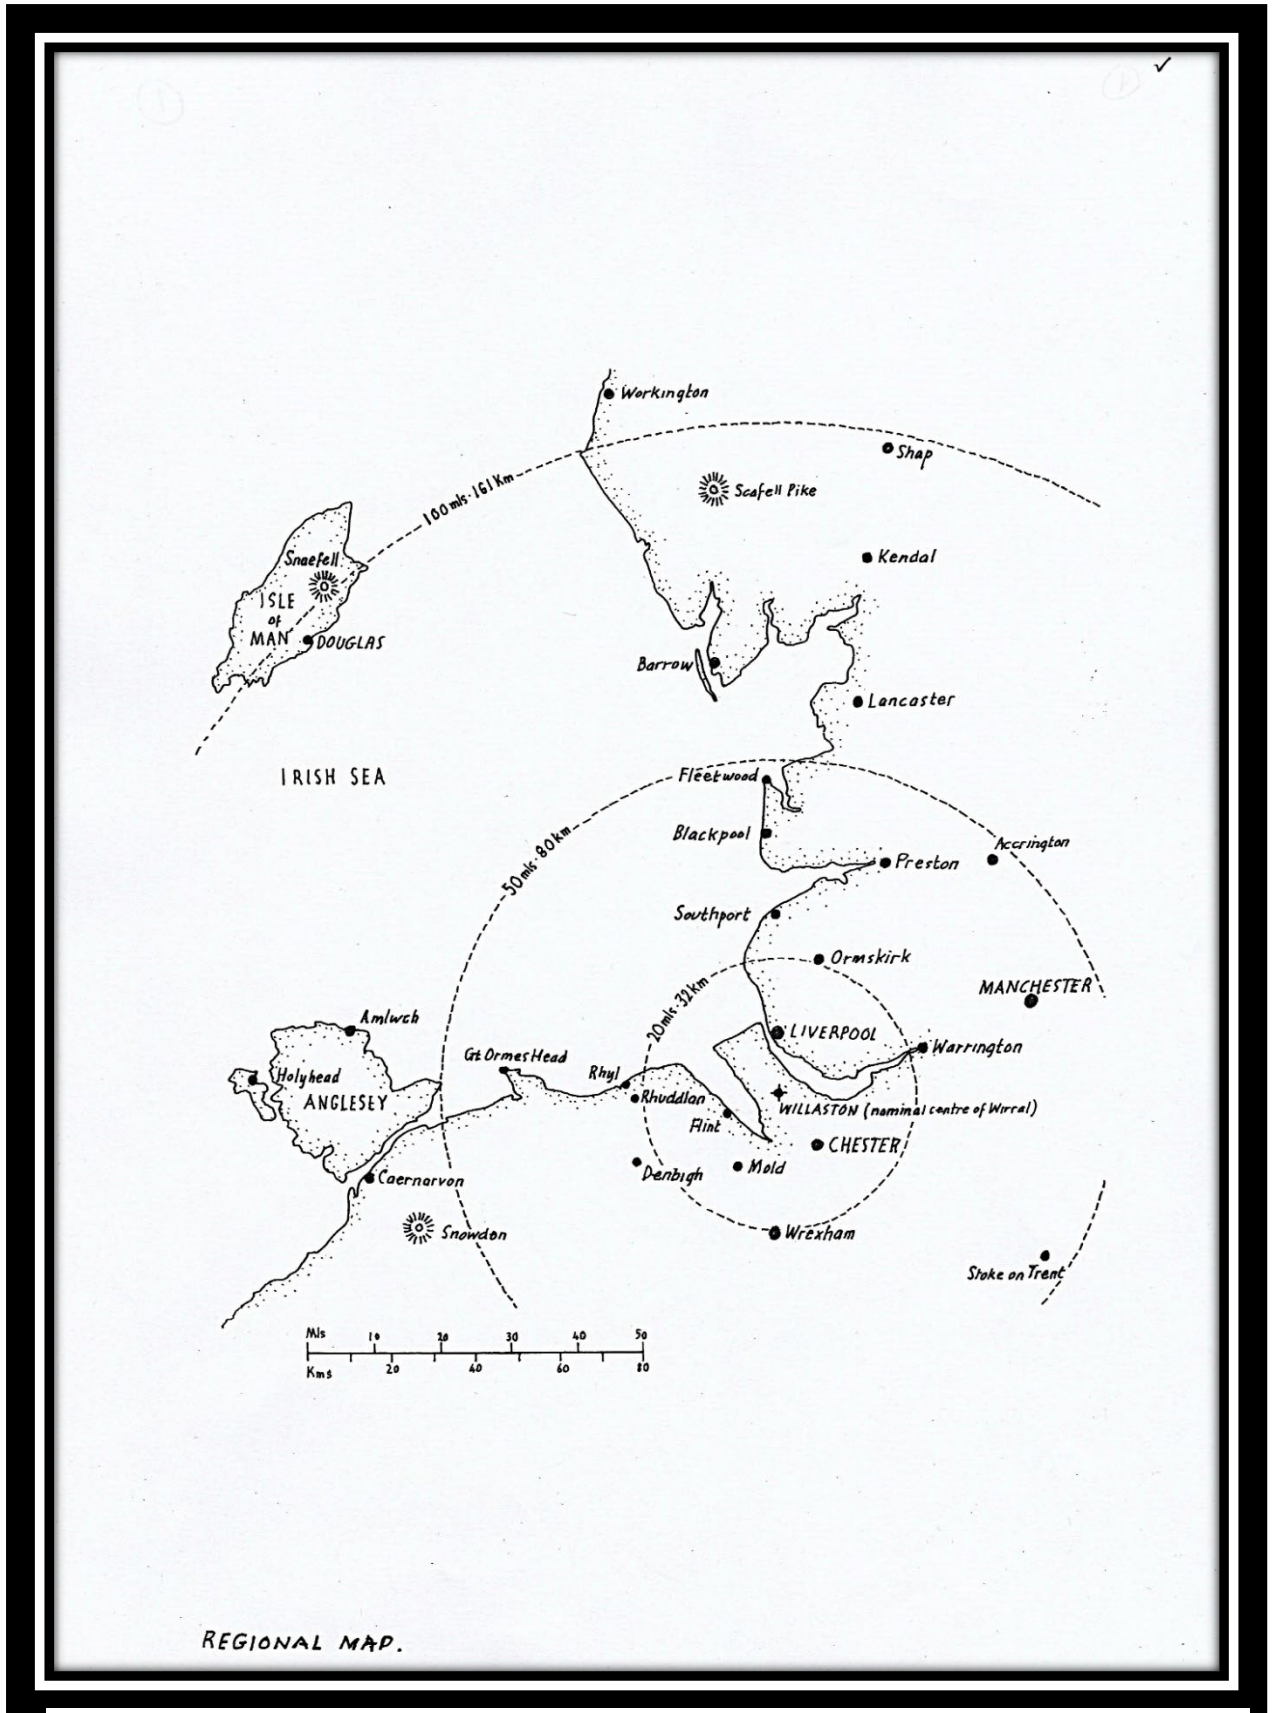 Workington
Shap
100 mls · 161 Km
Scafell Pike
Kendal
Snaefell
ISLE
of
MAN
DOUGLAS
Barrow
Lancaster
IRISH SEA
Fleetwood
50 mls · 80 km
Blackpool
Accrington
Preston
Southport
Ormskirk
20 mls · 32 km
MANCHESTER
Amlwch
LIVERPOOL
Warrington
Gt Ormes Head
Rhyl
Holyhead
ANGLESEY
Rhuddlan
WILLASTON (nominal centre of Wirral)
Flint
CHESTER
Mold
Denbigh
Caernarvon
Snowdon
Wrexham
Stoke on Trent
Mls 10 20 30 40 50
Kms 20 40 60 80
REGIONAL MAP.